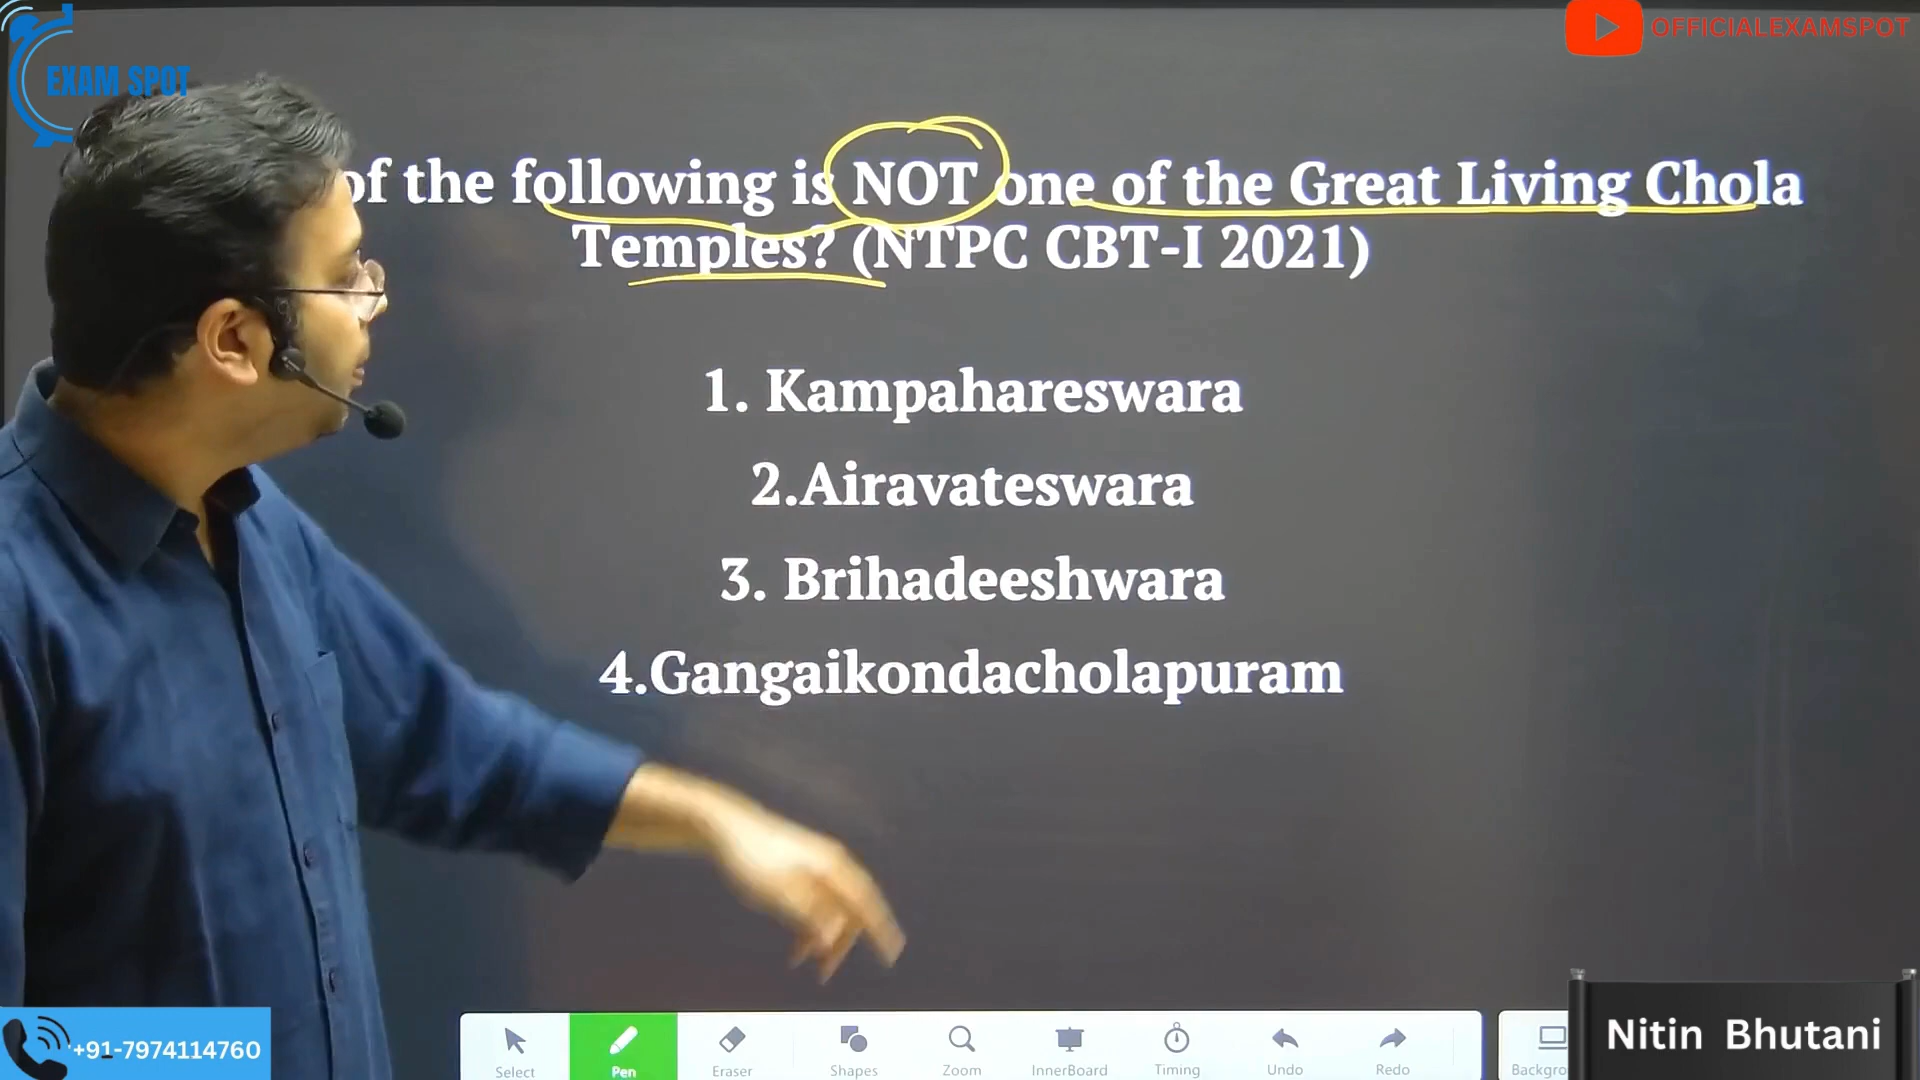 EXAM SPOT
OFFICIALEXAMSPOT
of the following is NOT one of the Great Living Chola
Temples? (NTPC CBT-I 2021)
1. Kampahareswara
2.Airavateswara
3. Brihadeeshwara
4.Gangaikondacholapuram
+91-7974114760
Select Pen Eraser Shapes Zoom InnerBoard Timing Undo Redo Backgro
Nitin Bhutani